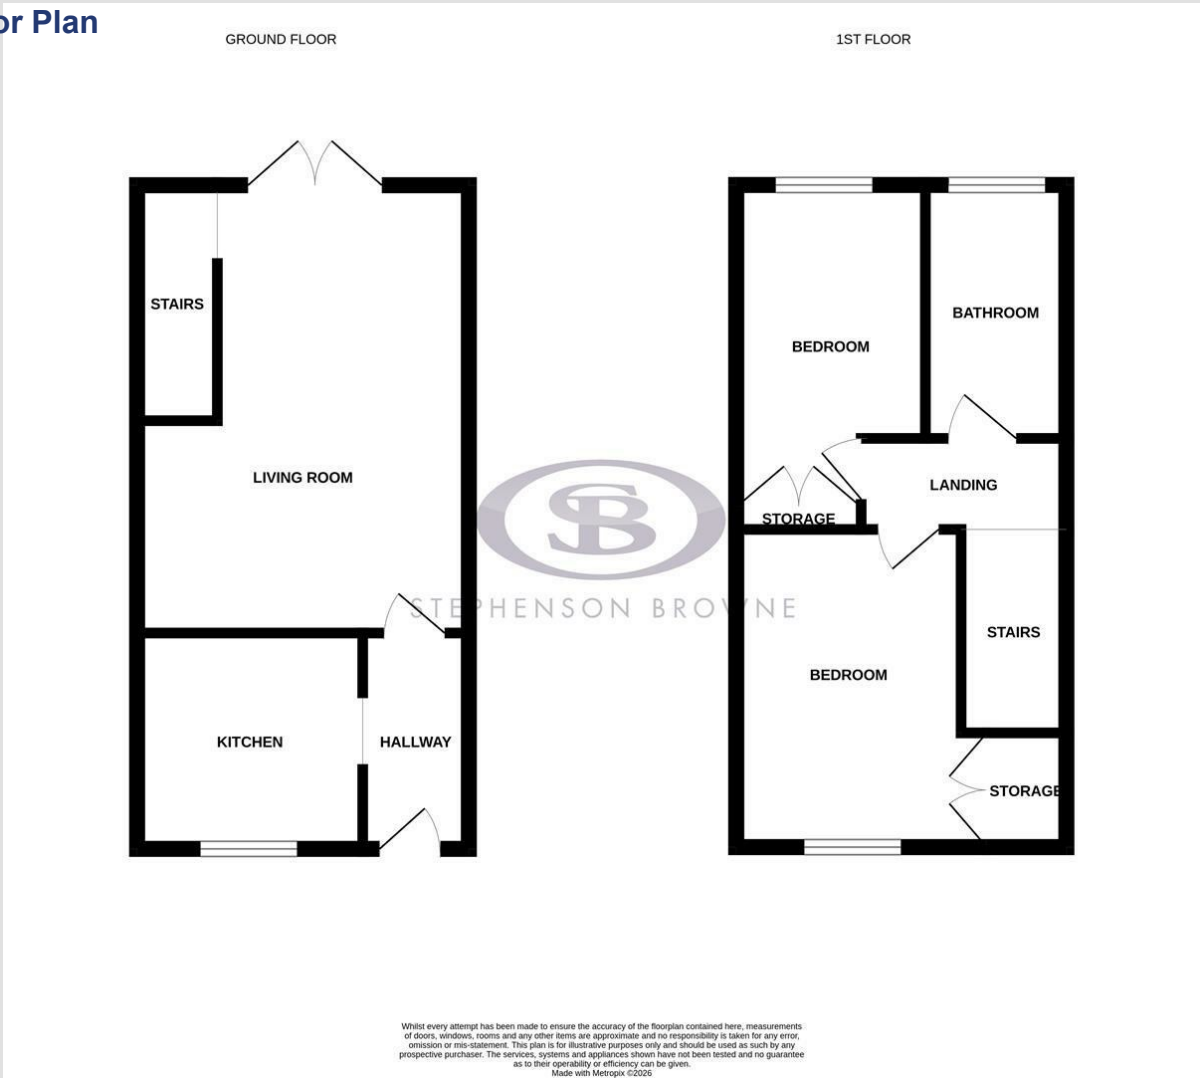 or Plan
GROUND FLOOR
1ST FLOOR
STAIRS
LIVING ROOM
KITCHEN
HALLWAY
BEDROOM
BATHROOM
LANDING
STORAGE
STAIRS
BEDROOM
STORAGE
SB
STEPHENSON BROWNE
Whilst every attempt has been made to ensure the accuracy of the floorplan contained here, measurements
of doors, windows, rooms and any other items are approximate and no responsibility is taken for any error,
omission or mis-statement. This plan is for illustrative purposes only and should be used as such by any
prospective purchaser. The services, systems and appliances shown have not been tested and no guarantee
as to their operability or efficiency can be given.
Made with Metropix ©2026